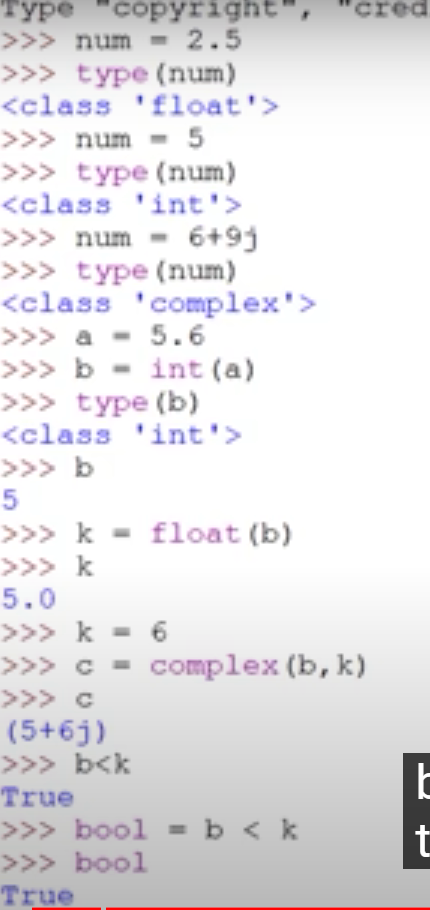 Type "copyright", "cred
>>> num = 2.5
>>> type(num)
<class 'float'>
>>> num = 5
>>> type(num)
<class 'int'>
>>> num = 6+9j
>>> type(num)
<class 'complex'>
>>> a = 5.6
>>> b = int(a)
>>> type(b)
<class 'int'>
>>> b
5
>>> k = float(b)
>>> k
5.0
>>> k = 6
>>> c = complex(b,k)
>>> c
(5+6j)
>>> b<k
True
>>> bool = b < k
>>> bool
True
b
t